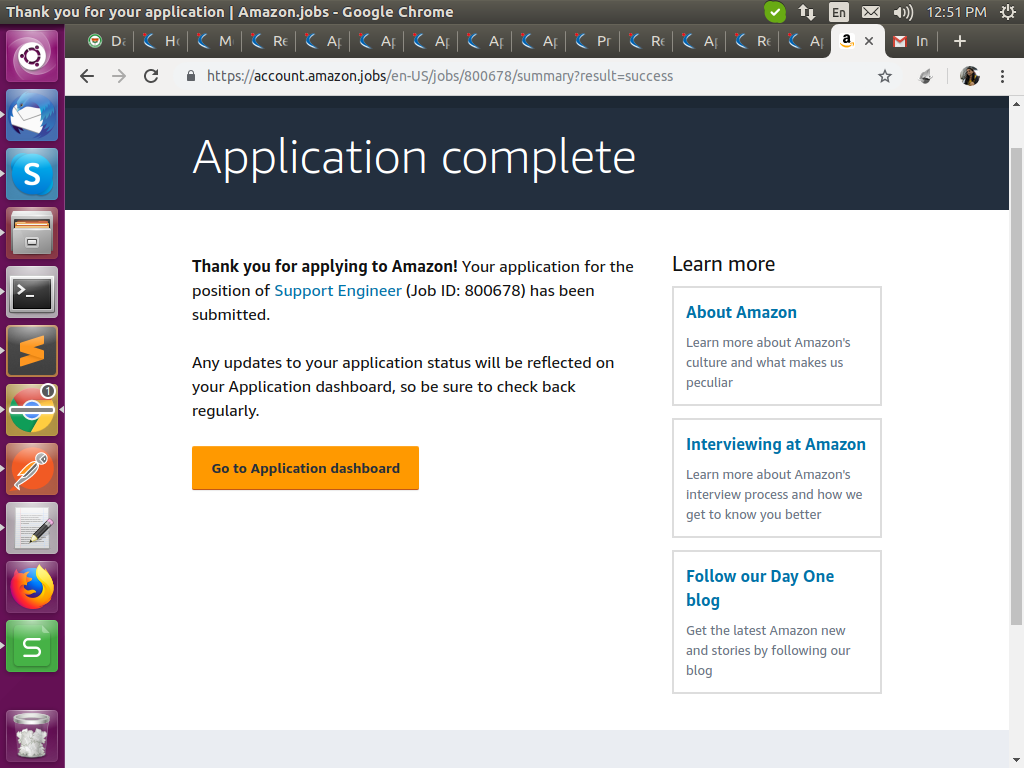 Thank you for your application | Amazon.jobs - Google Chrome
En
12:51 PM
Da
Ho
M
Re
Ap
Ap
Ap
Ap
Ap
Pr
Re
Ap
Re
Ap
In
https://account.amazon.jobs/en-US/jobs/800678/summary?result=success
Application complete
Thank you for applying to Amazon! Your application for the
position of Support Engineer (Job ID: 800678) has been
submitted.
Any updates to your application status will be reflected on
your Application dashboard, so be sure to check back
regularly.
Go to Application dashboard
Learn more
About Amazon
Learn more about Amazon's
culture and what makes us
peculiar
Interviewing at Amazon
Learn more about Amazon's
interview process and how we
get to know you better
Follow our Day One
blog
Get the latest Amazon new
and stories by following our
blog
1
S
S